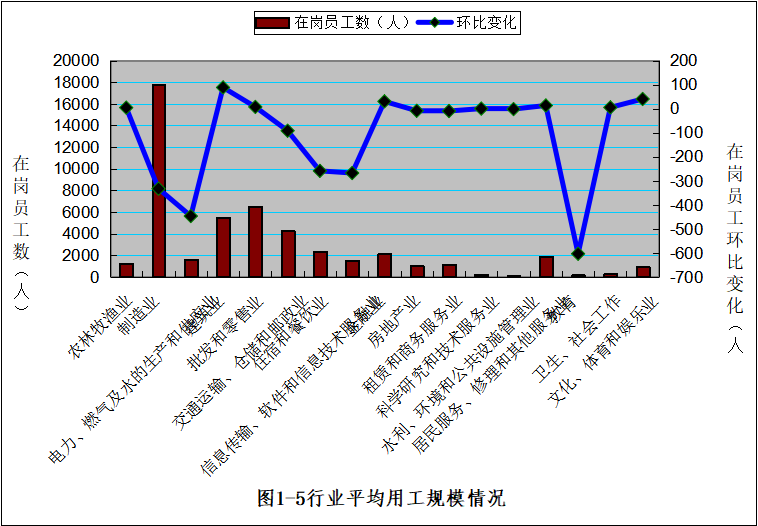 在岗员工数（人） 环比变化
20000
18000
16000
14000
12000
10000
8000
6000
4000
2000
0
200
100
0
-100
-200
-300
-400
-500
-600
-700
在岗员工数（人）
在岗员工环比变化（人
农林牧渔业
制造业
电力、燃气及水的生产和供应业
建筑业
批发和零售业
交通运输、仓储和邮政业
住宿和餐饮业
信息传输、软件和信息技术服务业
金融业
房地产业
租赁和商务服务业
科学研究和技术服务业
水利、环境和公共设施管理业
居民服务、修理和其他服务业
教育
卫生、社会工作
文化、体育和娱乐业
图1-5行业平均用工规模情况